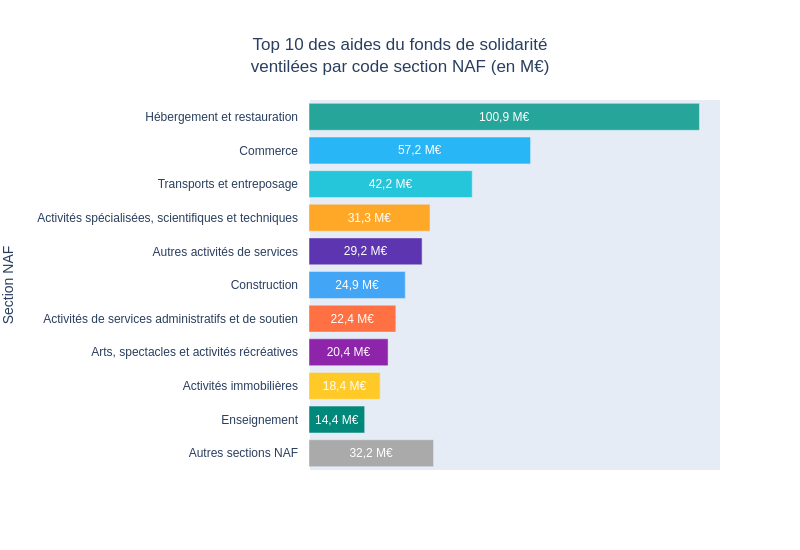 Top 10 des aides du fonds de solidarité
ventilées par code section NAF (en M€)
Section NAF
Hébergement et restauration 100,9 M€
Commerce 57,2 M€
Transports et entreposage 42,2 M€
Activités spécialisées, scientifiques et techniques 31,3 M€
Autres activités de services 29,2 M€
Construction 24,9 M€
Activités de services administratifs et de soutien 22,4 M€
Arts, spectacles et activités récréatives 20,4 M€
Activités immobilières 18,4 M€
Enseignement 14,4 M€
Autres sections NAF 32,2 M€